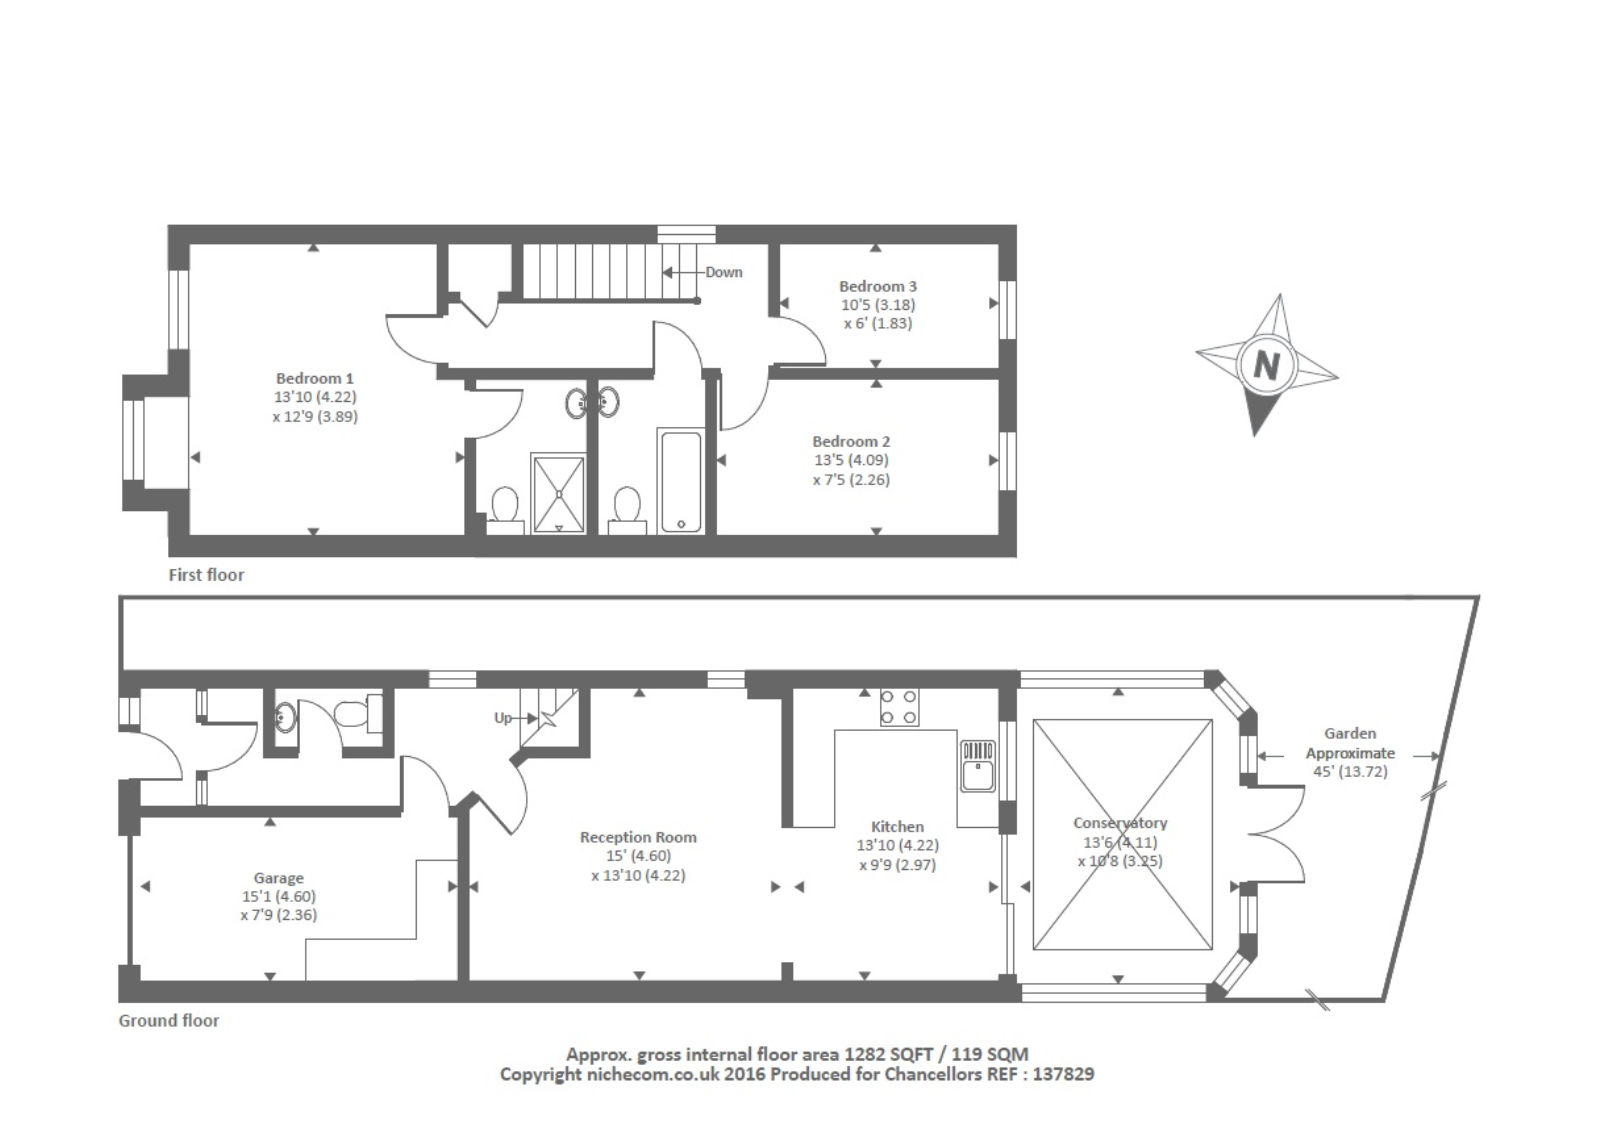 Down
Bedroom 3
10'5 (3.18)
x 6' (1.83)
Bedroom 1
13'10 (4.22)
x 12'9 (3.89)
N
Bedroom 2
13'5 (4.09)
x 7'5 (2.26)
First floor
Up
Garden
Approximate
45' (13.72)
Reception Room
15' (4.60)
x 13'10 (4.22)
Kitchen
13'10 (4.22)
x 9'9 (2.97)
Conservatory
13'6 (4.11)
x 10'8 (3.25)
Garage
15'1 (4.60)
x 7'9 (2.36)
Ground floor
Approx. gross internal floor area 1282 SQFT / 119 SQM
Copyright nichecom.co.uk 2016 Produced for Chancellors REF : 137829